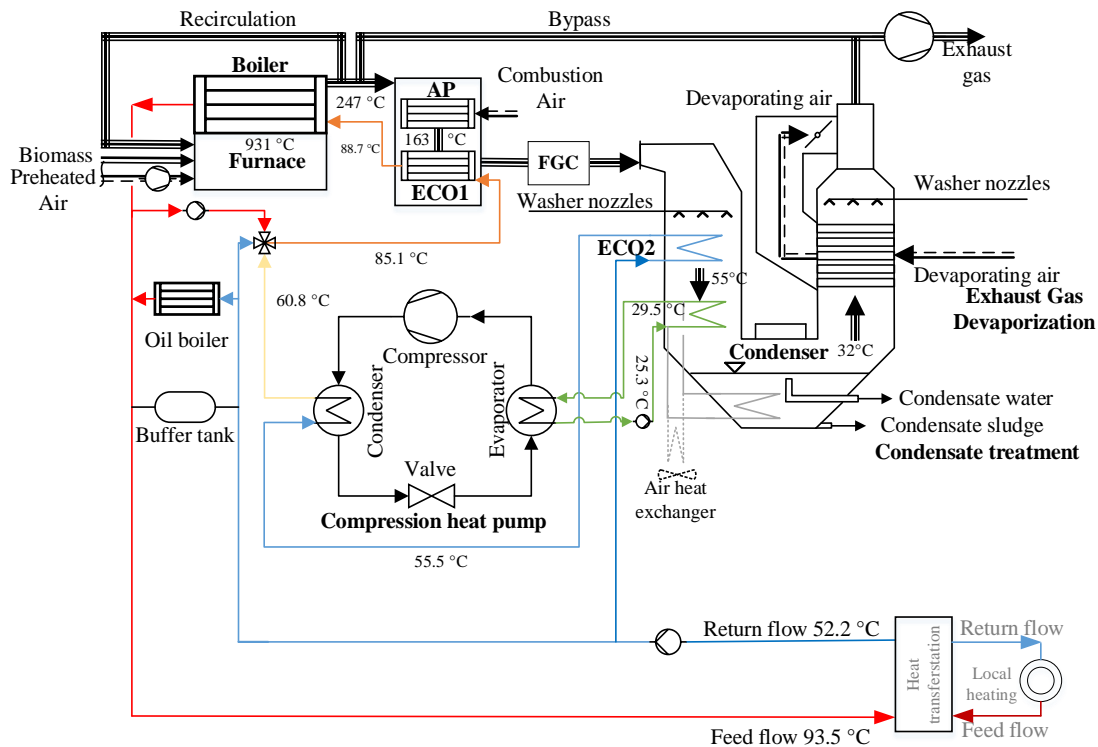 Recirculation
Bypass
Exhaust
gas
Boiler
247 °C
AP
Combustion
Air
Devaporating air
931 °C
Furnace
88.7 °C
163 °C
ECO1
FGC
Biomass
Preheated
Air
Washer nozzles
Washer nozzles
ECO2
85.1 °C
55°C
Devaporating air
Exhaust Gas
Devaporization
60.8 °C
29.5 °C
Oil boiler
Compressor
Condenser
32°C
25.3 °C
Buffer tank
Condenser
Evaporator
Condensate water
Condensate sludge
Condensate treatment
Valve
Compression heat pump
Air heat
exchanger
55.5 °C
Return flow 52.2 °C
Heat
transferstation
Return flow
Local
heating
Feed flow
Feed flow 93.5 °C